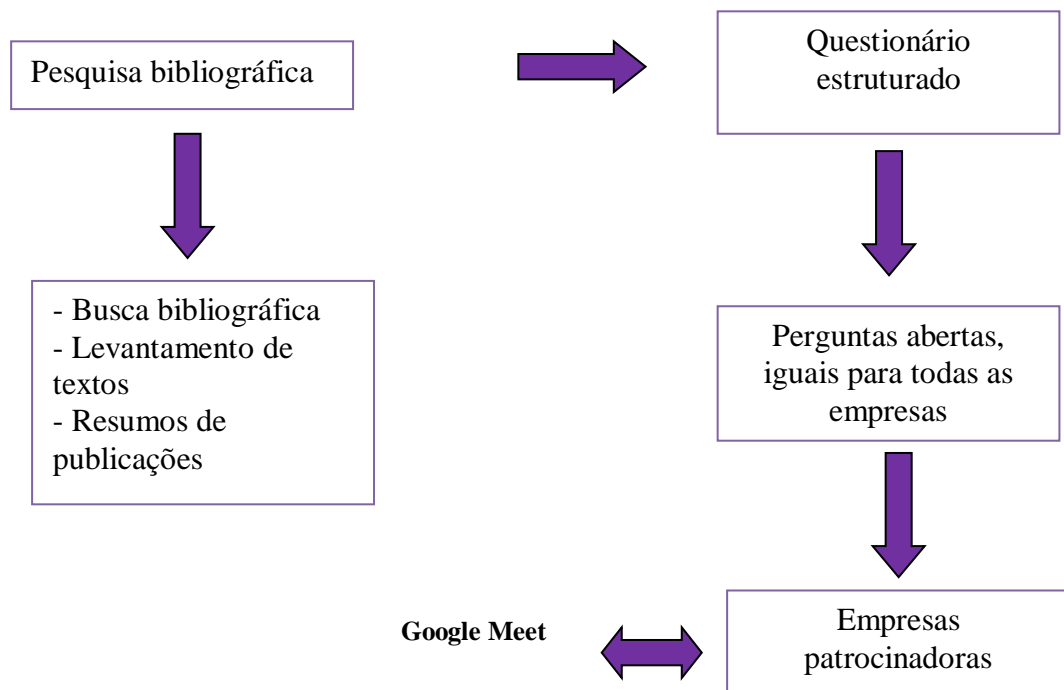 Pesquisa bibliográfica
Questionário
estruturado
- Busca bibliográfica
- Levantamento de
textos
- Resumos de
publicações
Perguntas abertas,
iguais para todas as
empresas
Google Meet
Empresas
patrocinadoras